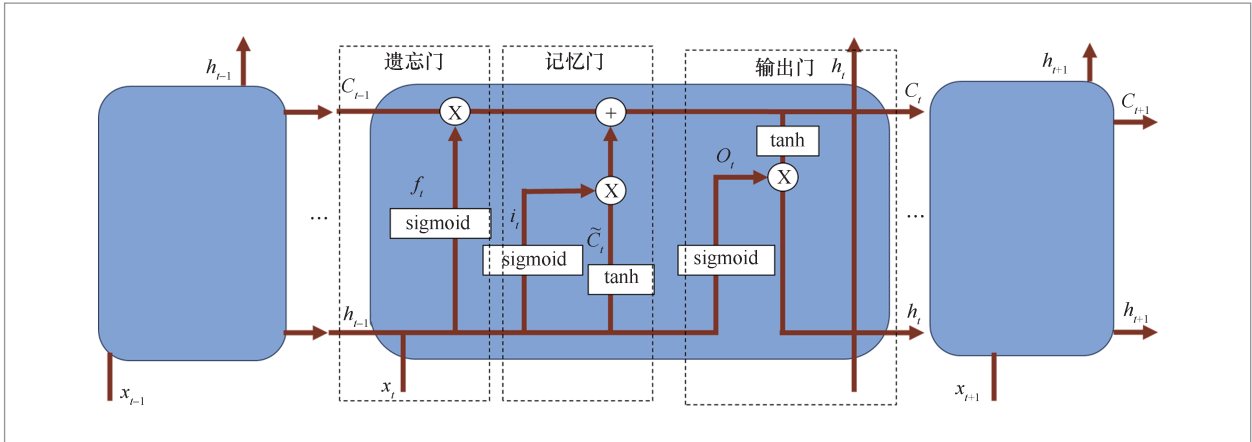 遗忘门
记忆门
输出门
h_{t-1}
h_t
h_{t+1}
C_{t-1}
X
+
C_t
C_{t+1}
tanh
f_t
i_t
X
O_t
X
...
sigmoid
C̃_t
...
sigmoid
tanh
sigmoid
h_{t-1}
h_t
h_{t+1}
x_{t-1}
x_t
x_{t+1}